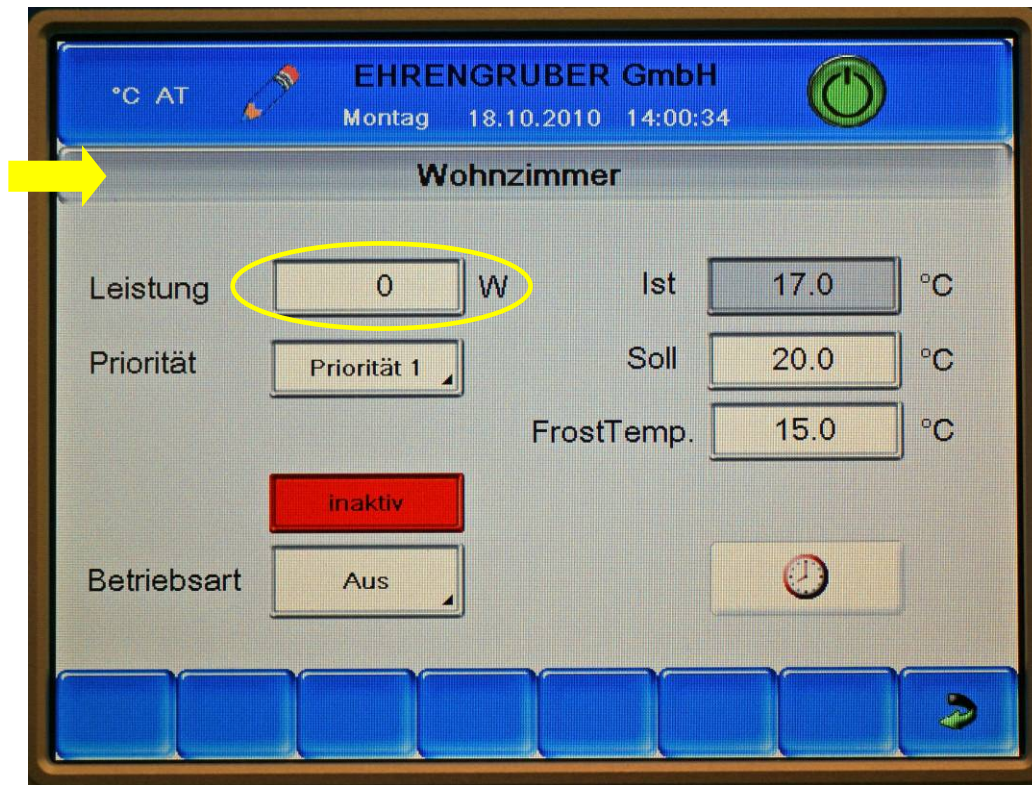 °C AT
EHRENGRUBER GmbH
Montag 18.10.2010 14:00:34
Wohnzimmer
Leistung 0 W
Ist 17.0 °C
Priorität Priorität 1
Soll 20.0 °C
FrostTemp. 15.0 °C
inaktiv
Betriebsart Aus